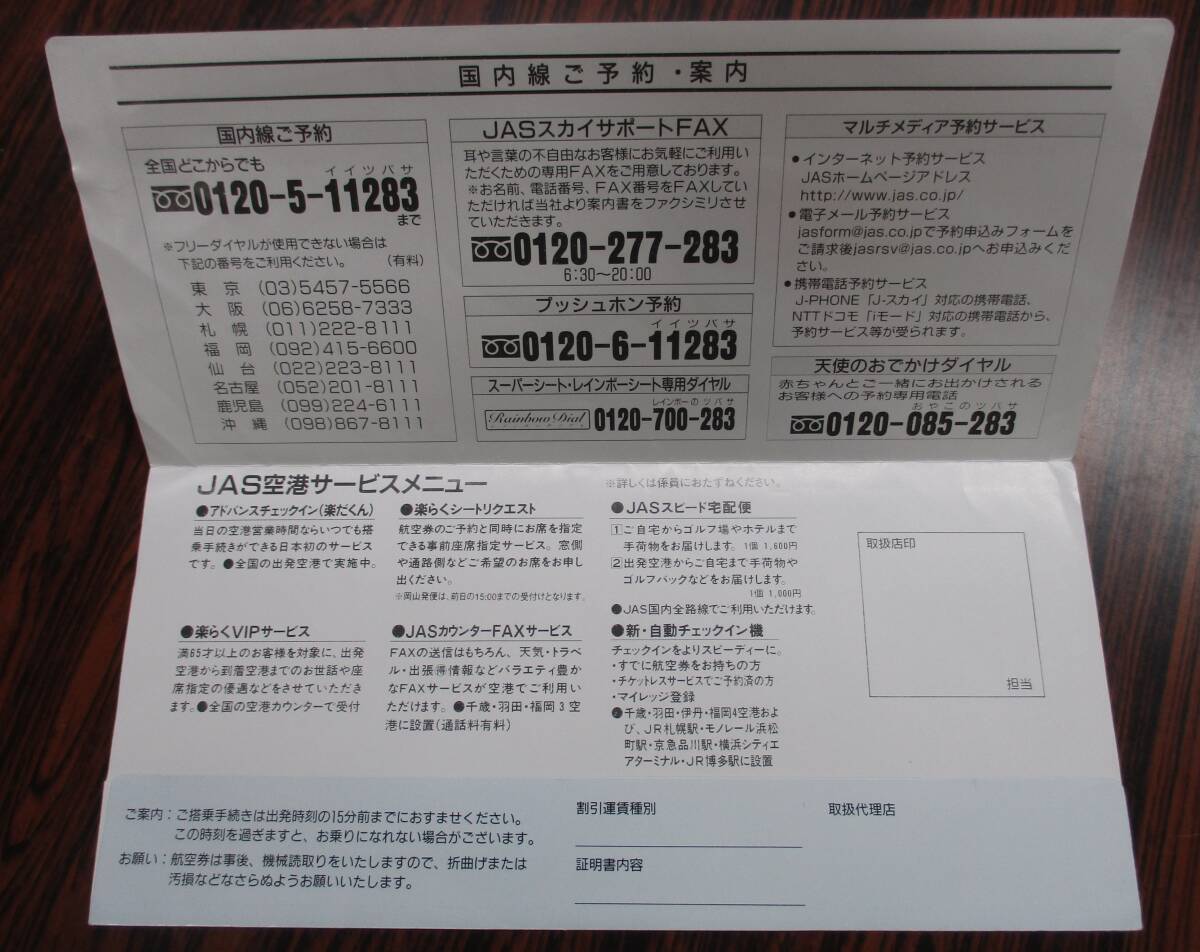 国内線ご予約・案内
国内線ご予約
全国どこからでも
イイツバサ
0120-5-11283
まで
※フリーダイヤルが使用できない場合は
下記の番号をご利用ください。 (有料)
東京 (03)5457-5566
大阪 (06)6258-7333
札幌 (011)222-8111
福岡 (092)415-6600
仙台 (022)223-8111
名古屋 (052)201-8111
鹿児島 (099)224-6111
沖縄 (098)867-8111
JASスカイサポートFAX
耳や言葉の不自由なお客様にお気軽にご利用い
ただくための専用FAXをご用意しております。
※お名前、電話番号、FAX番号をFAXしてい
ただければ当社より案内書をファクシミリさせ
ていただきます。
0120-277-283
6:30～20:00
プッシュホン予約
イイツバサ
0120-6-11283
スーパーシート・レインボーシート専用ダイヤル
レインボーのツバサ
Rainbow Dial 0120-700-283
マルチメディア予約サービス
●インターネット予約サービス
JASホームページアドレス
http://www.jas.co.jp/
●電子メール予約サービス
jasform@jas.co.jpで予約申込みフォームを
ご請求後jasrsv@jas.co.jpへお申込みくだ
さい。
●携帯電話予約サービス
J-PHONE「J-スカイ」対応の携帯電話、
NTTドコモ「iモード」対応の携帯電話から、
予約サービス等が受られます。
天使のおでかけダイヤル
赤ちゃんとご一緒にお出かけされる
お客様への予約専用電話
おやこのツバサ
0120-085-283
JAS空港サービスメニュー
※詳しくは係員におたずねください。
●アドバンスチェックイン(楽だくん)
当日の空港営業時間ならいつでも搭
乗手続きができる日本初のサービス
です。●全国の出発空港で実施中。
●楽らくシートリクエスト
航空券のご予約と同時にお席を指定
できる事前座席指定サービス。窓側
や通路側などご希望のお席をお申し
出ください。
※岡山発便は、前日の15:00までの受付けとなります。
●JASスピード宅配便
1 ご自宅からゴルフ場やホテルまで
手荷物をお届けします。 1個 1,600円
2 出発空港からご自宅まで手荷物や
ゴルフバックなどをお届けします。
1個 1,000円
●JAS国内全路線でご利用いただけます。
●楽らくVIPサービス
満65才以上のお客様を対象に、出発
空港から到着空港までのお世話や座
席指定の優遇などをさせていただき
ます。●全国の空港カウンターで受付
●JASカウンターFAXサービス
FAXの送信はもちろん、天気・トラベ
ル・出張㊝情報などバラエティ豊か
なFAXサービスが空港でご利用い
ただけます。●千歳・羽田・福岡3空
港に設置(通話料有料)
●新・自動チェックイン機
チェックインをよりスピーディーに。
・すでに航空券をお持ちの方
・チケットレスサービスでご予約済の方
・マイレッジ登録
●千歳・羽田・伊丹・福岡4空港およ
び、JR札幌駅・モノレール浜松
町駅・京急品川駅・横浜シティエ
アターミナル・JR博多駅に設置
取扱店印
担当
ご案内：ご搭乗手続きは出発時刻の15分前までにおすませください。
この時刻を過ぎますと、お乗りになれない場合がございます。
お願い：航空券は事後、機械読取りをいたしますので、折曲げまたは
汚損などなさらぬようお願いいたします。
割引運賃種別
証明書内容
取扱代理店